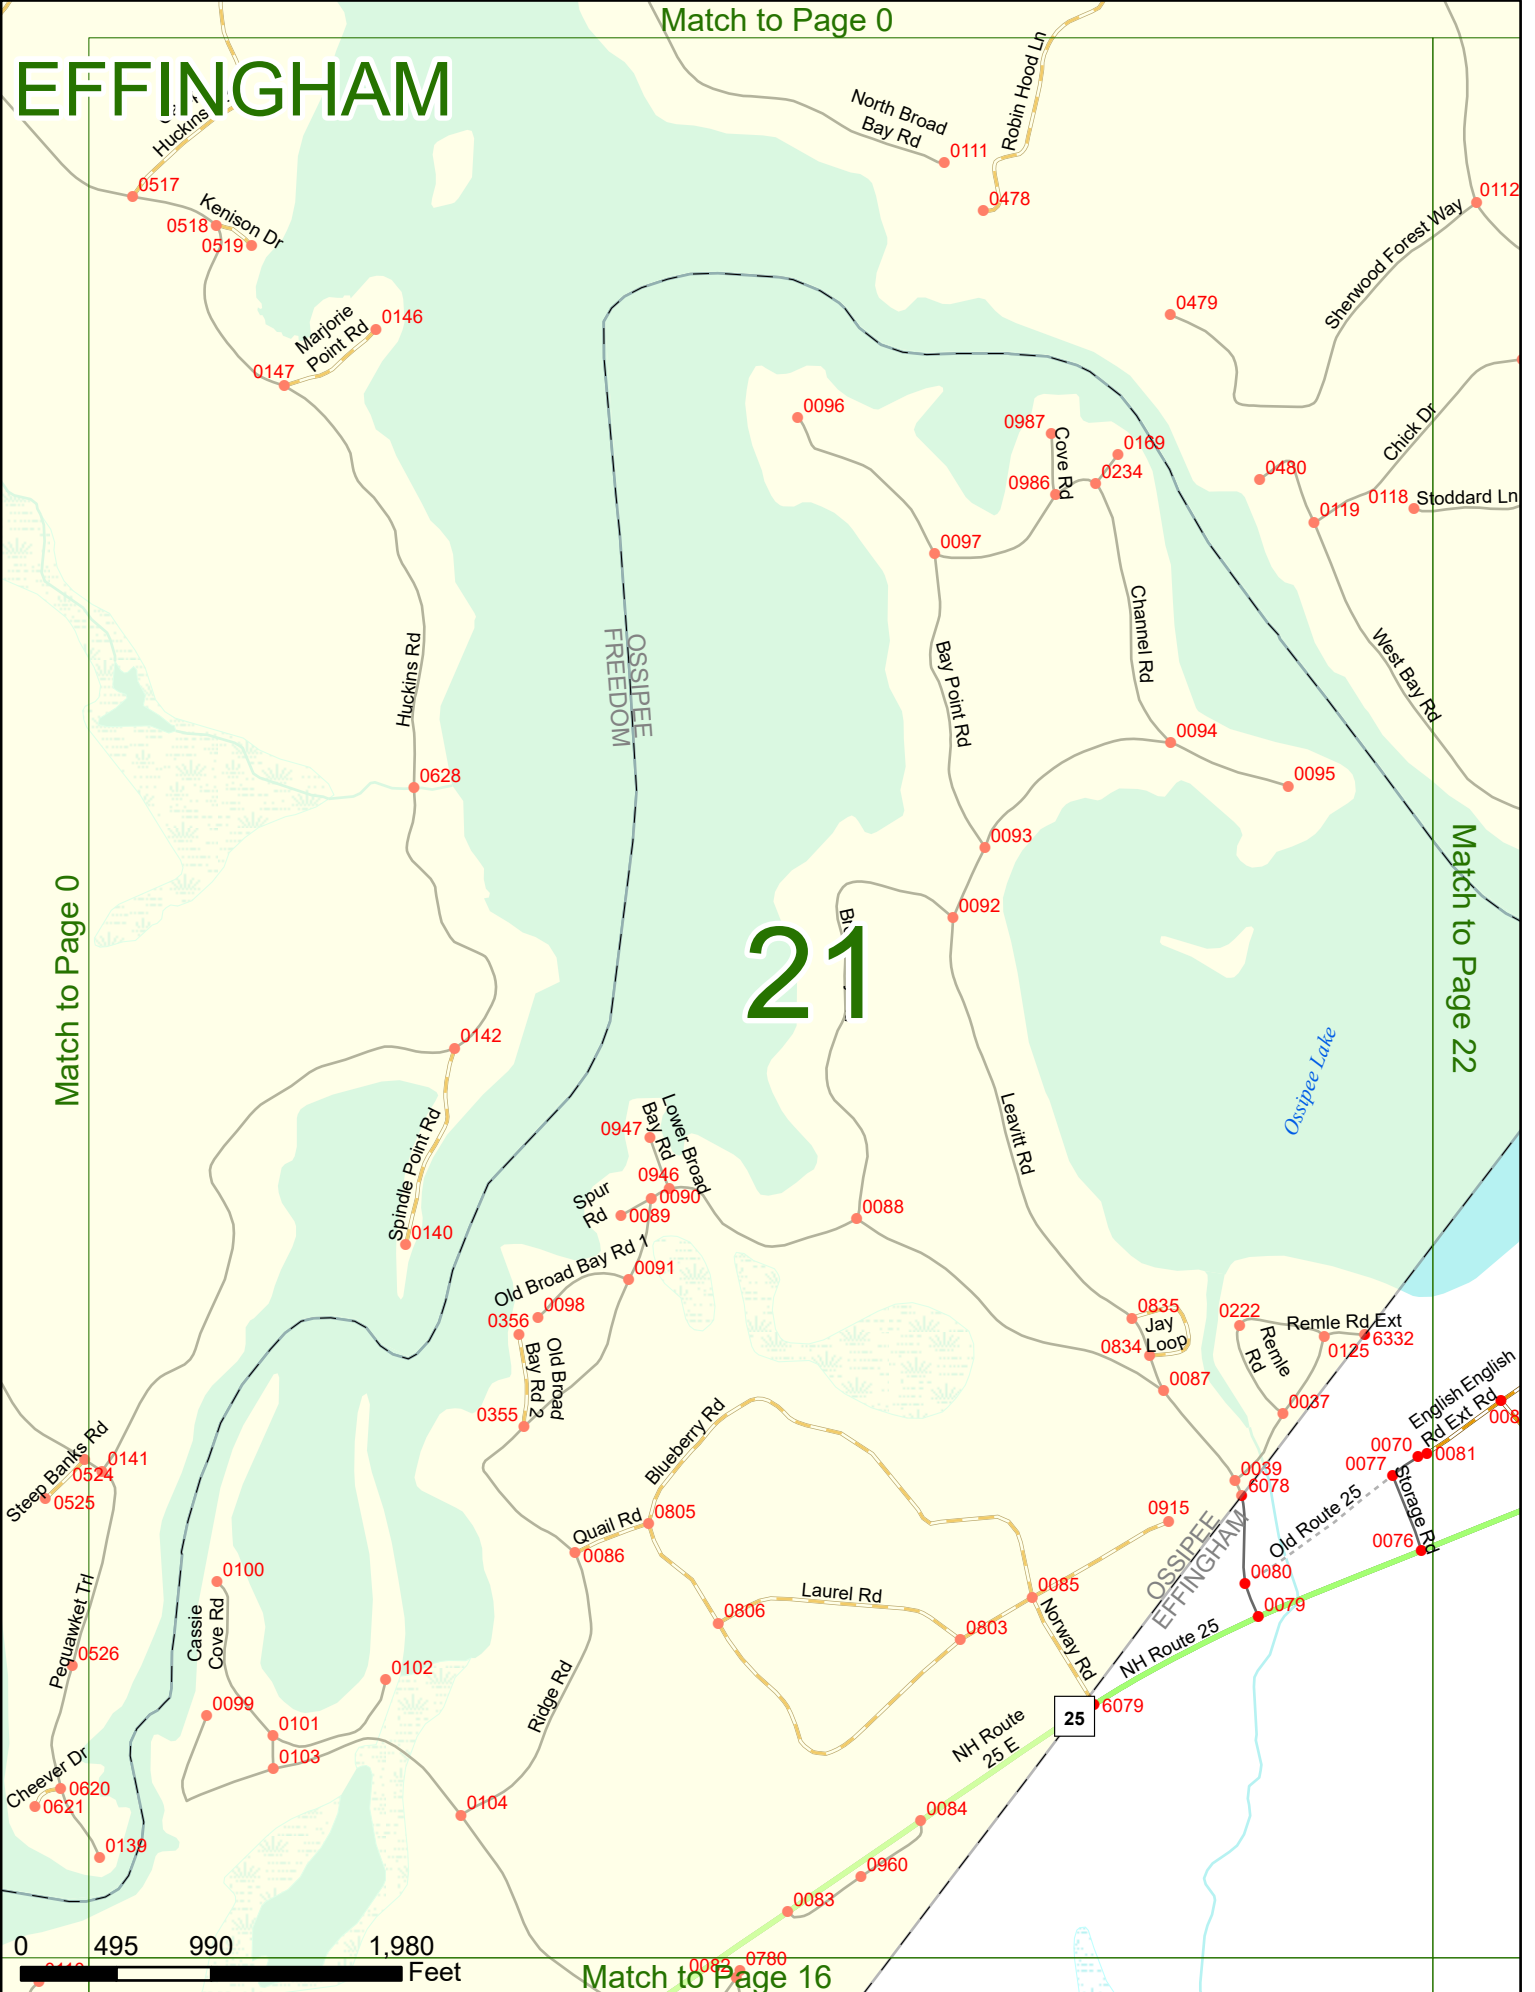 Match to Page 0
EFFINGHAM
Huckins
North Broad
Bay Rd
Robin Hood Ln
0111
0478
0517
Kenison Dr
0518
0519
0112
Sherwood Forest Way
0479
Marjorie
Point Rd
0146
0147
0096
0987
Cove Rd
0169
0234
0986
Chick Dr
0480
0118
Stoddard Ln
0119
0097
Channel Rd
Huckins Rd
OSSIPEE
FREEDOM
Bay Point Rd
West Bay Rd
0094
0095
0628
0093
0092
Match to Page 0
21
Match to Page 22
Ossipee Lake
0142
Spindle Point Rd
0140
Leavitt Rd
Lower Broad
Bay Rd
0947
0946
0090
Spur
Rd
0089
0088
Old Broad Bay Rd 1
0091
0098
0356
Old Broad
Bay Rd 2
0355
0835
Jay
Loop
0834
0087
0222
Remle Rd Ext
6332
0125
Remle
Rd
0037
English English
Rd Ext Rd
0070
0081
0077
Storage Rd
Old Route 25
0076
0039
6078
0080
0079
Steep Banks Rd
0141
0524
0525
Blueberry Rd
0805
Quail Rd
0086
0915
OSSIPEE
EFFINGHAM
0100
Cassie
Cove Rd
Pequawket Trl
0526
0102
0099
0101
0103
0085
Laurel Rd
0806
0803
Norway Rd
NH Route 25
6079
25
Ridge Rd
NH Route
25 E
Cheever Dr
0620
0621
0139
0104
0084
0960
0083
0780
0082
0 495 990 1,980
Feet
Match to Page 16